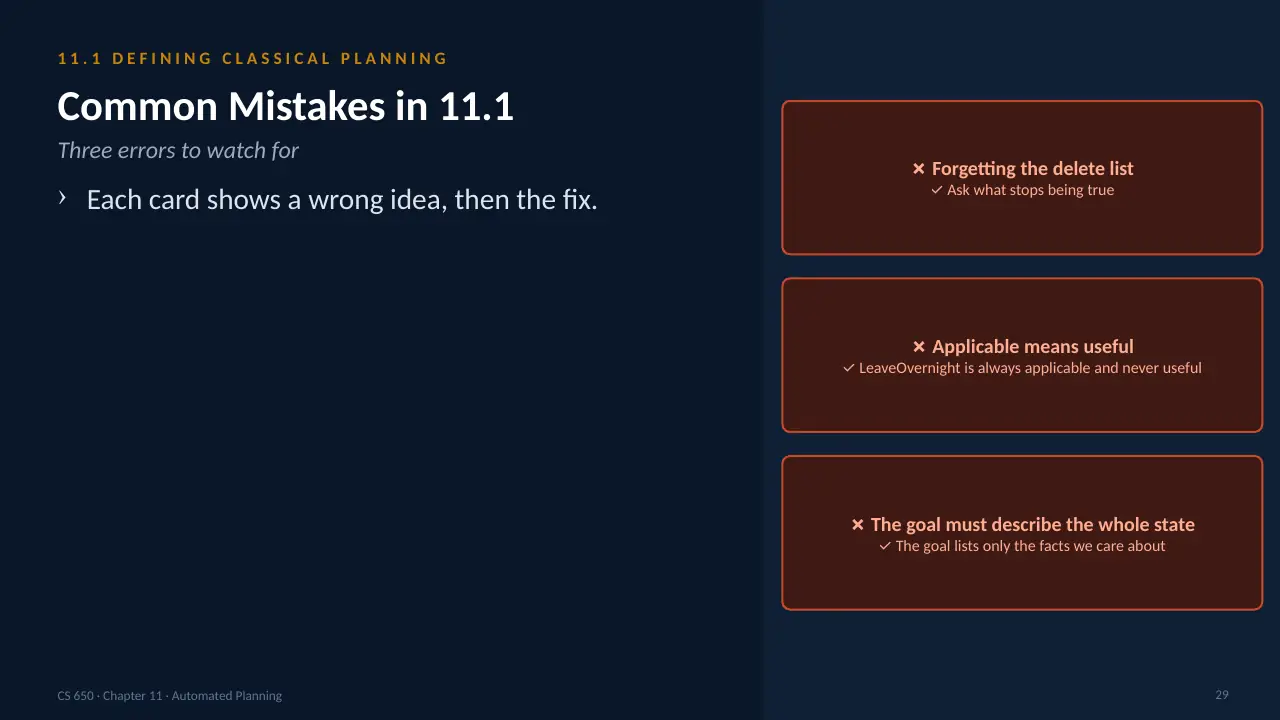 11.1 DEFINING CLASSICAL PLANNING
Common Mistakes in 11.1
Three errors to watch for
› Each card shows a wrong idea, then the fix.
× Forgetting the delete list
✓ Ask what stops being true
× Applicable means useful
✓ LeaveOvernight is always applicable and never useful
× The goal must describe the whole state
✓ The goal lists only the facts we care about
CS 650 · Chapter 11 · Automated Planning
29